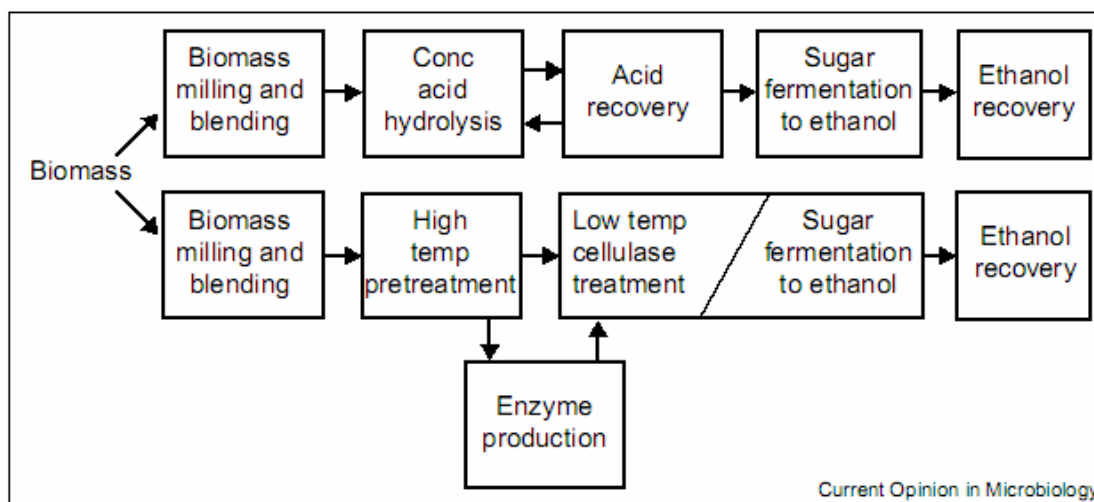 Biomass
milling and
blending
Conc
acid
hydrolysis
Acid
recovery
Sugar
fermentation
to ethanol
Ethanol
recovery
Biomass
Biomass
milling and
blending
High
temp
pretreatment
Low temp
cellulase
treatment
Sugar
fermentation
to ethanol
Ethanol
recovery
Enzyme
production
Current Opinion in Microbiology